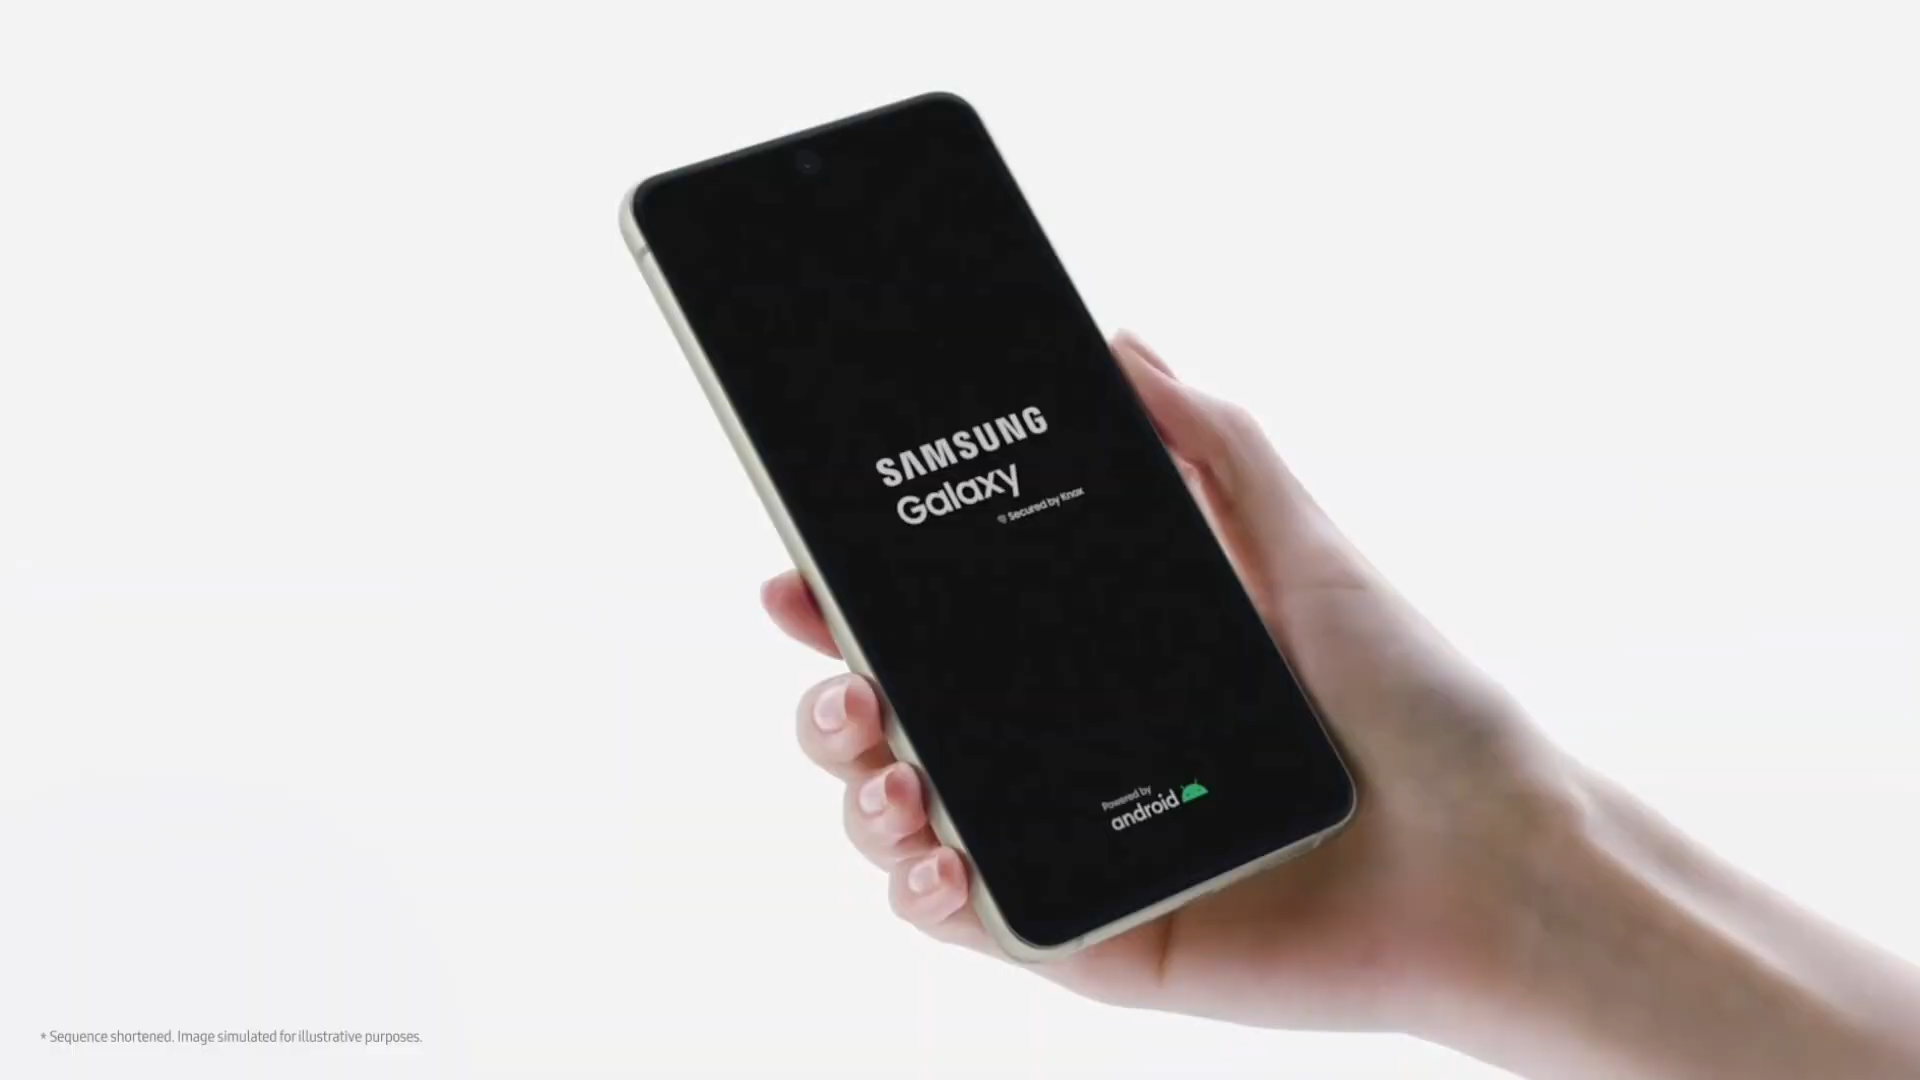 SAMSUNG
Galaxy
Secured by Knox
Powered by
android
* Sequence shortened. Image simulated for illustrative purposes.